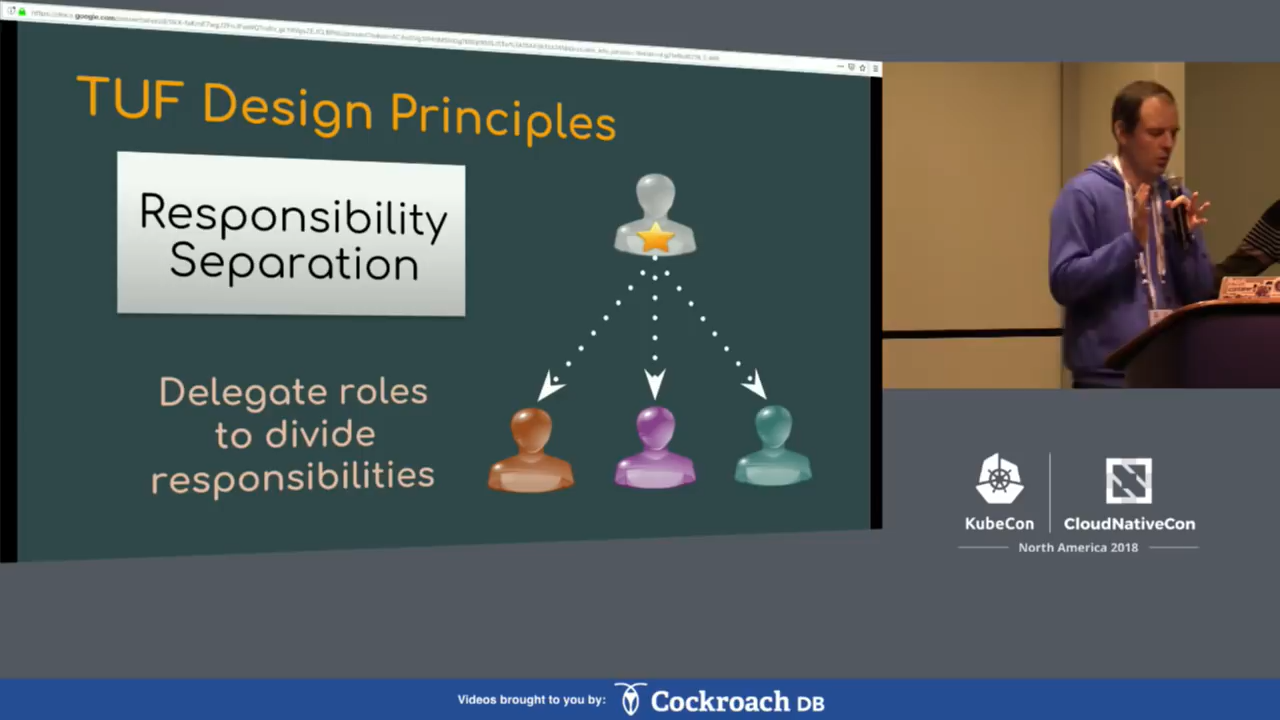 TUF Design Principles
Responsibility
Separation
Delegate roles
to divide
responsibilities
KubeCon
CloudNativeCon
North America 2018
Videos brought to you by:
Cockroach DB